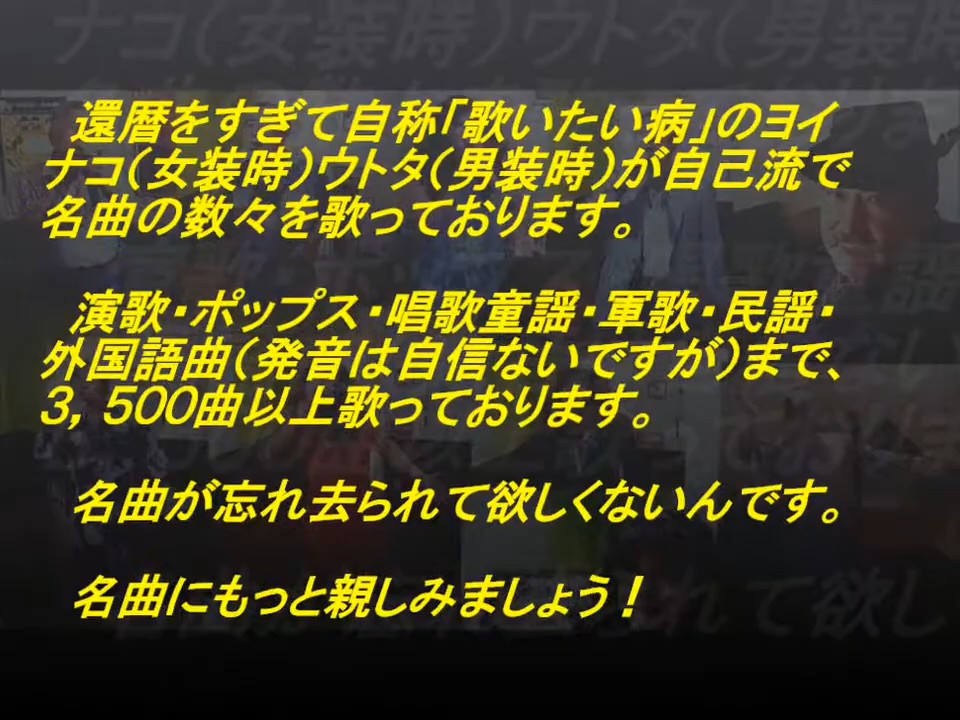 還暦をすぎて自称「歌いたい病」のヨイ
ナコ（女装時）ウトタ（男装時）が自己流で
名曲の数々を歌っております。
演歌・ポップス・唱歌童謡・軍歌・民謡・
外国語曲（発音は自信ないですが）まで、
３，５００曲以上歌っております。
名曲が忘れ去られて欲しくないんです。
名曲にもっと親しみましょう！